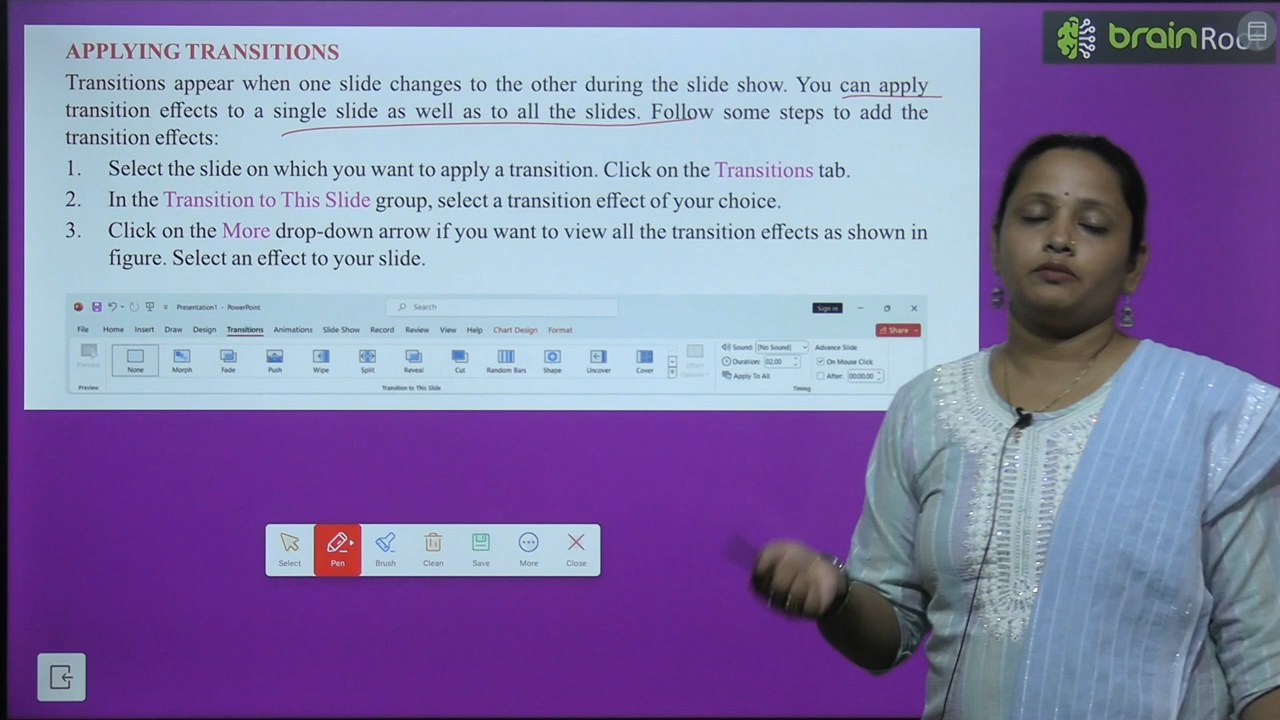 APPLYING TRANSITIONS
Transitions appear when one slide changes to the other during the slide show. You can apply
transition effects to a single slide as well as to all the slides. Follow some steps to add the
transition effects:
1. Select the slide on which you want to apply a transition. Click on the Transitions tab.
2. In the Transition to This Slide group, select a transition effect of your choice.
3. Click on the More drop-down arrow if you want to view all the transition effects as shown in
figure. Select an effect to your slide.
brainRoot
Presentation1 - PowerPoint
Search
Sign in
File Home Insert Draw Design Transitions Animations Slide Show Record Review View Help Chart Design Format
Share
Preview
None Morph Fade Push Wipe Split Reveal Cut Random Bars Shape Uncover Cover
Effect
Options
Sound: [No Sound]
Duration: 02.00
Apply To All
Advance Slide
On Mouse Click
After: 00:00.00
Preview
Transition to This Slide
Timing
Select Pen Brush Clean Save More Close